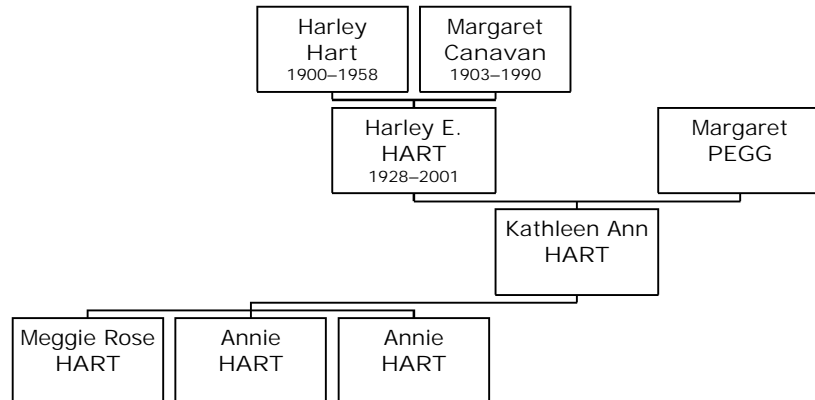 Harley
Hart
1900–1958
Margaret
Canavan
1903–1990
Harley E.
HART
1928–2001
Margaret
PEGG
Kathleen Ann
HART
Meggie Rose
HART
Annie
HART
Annie
HART